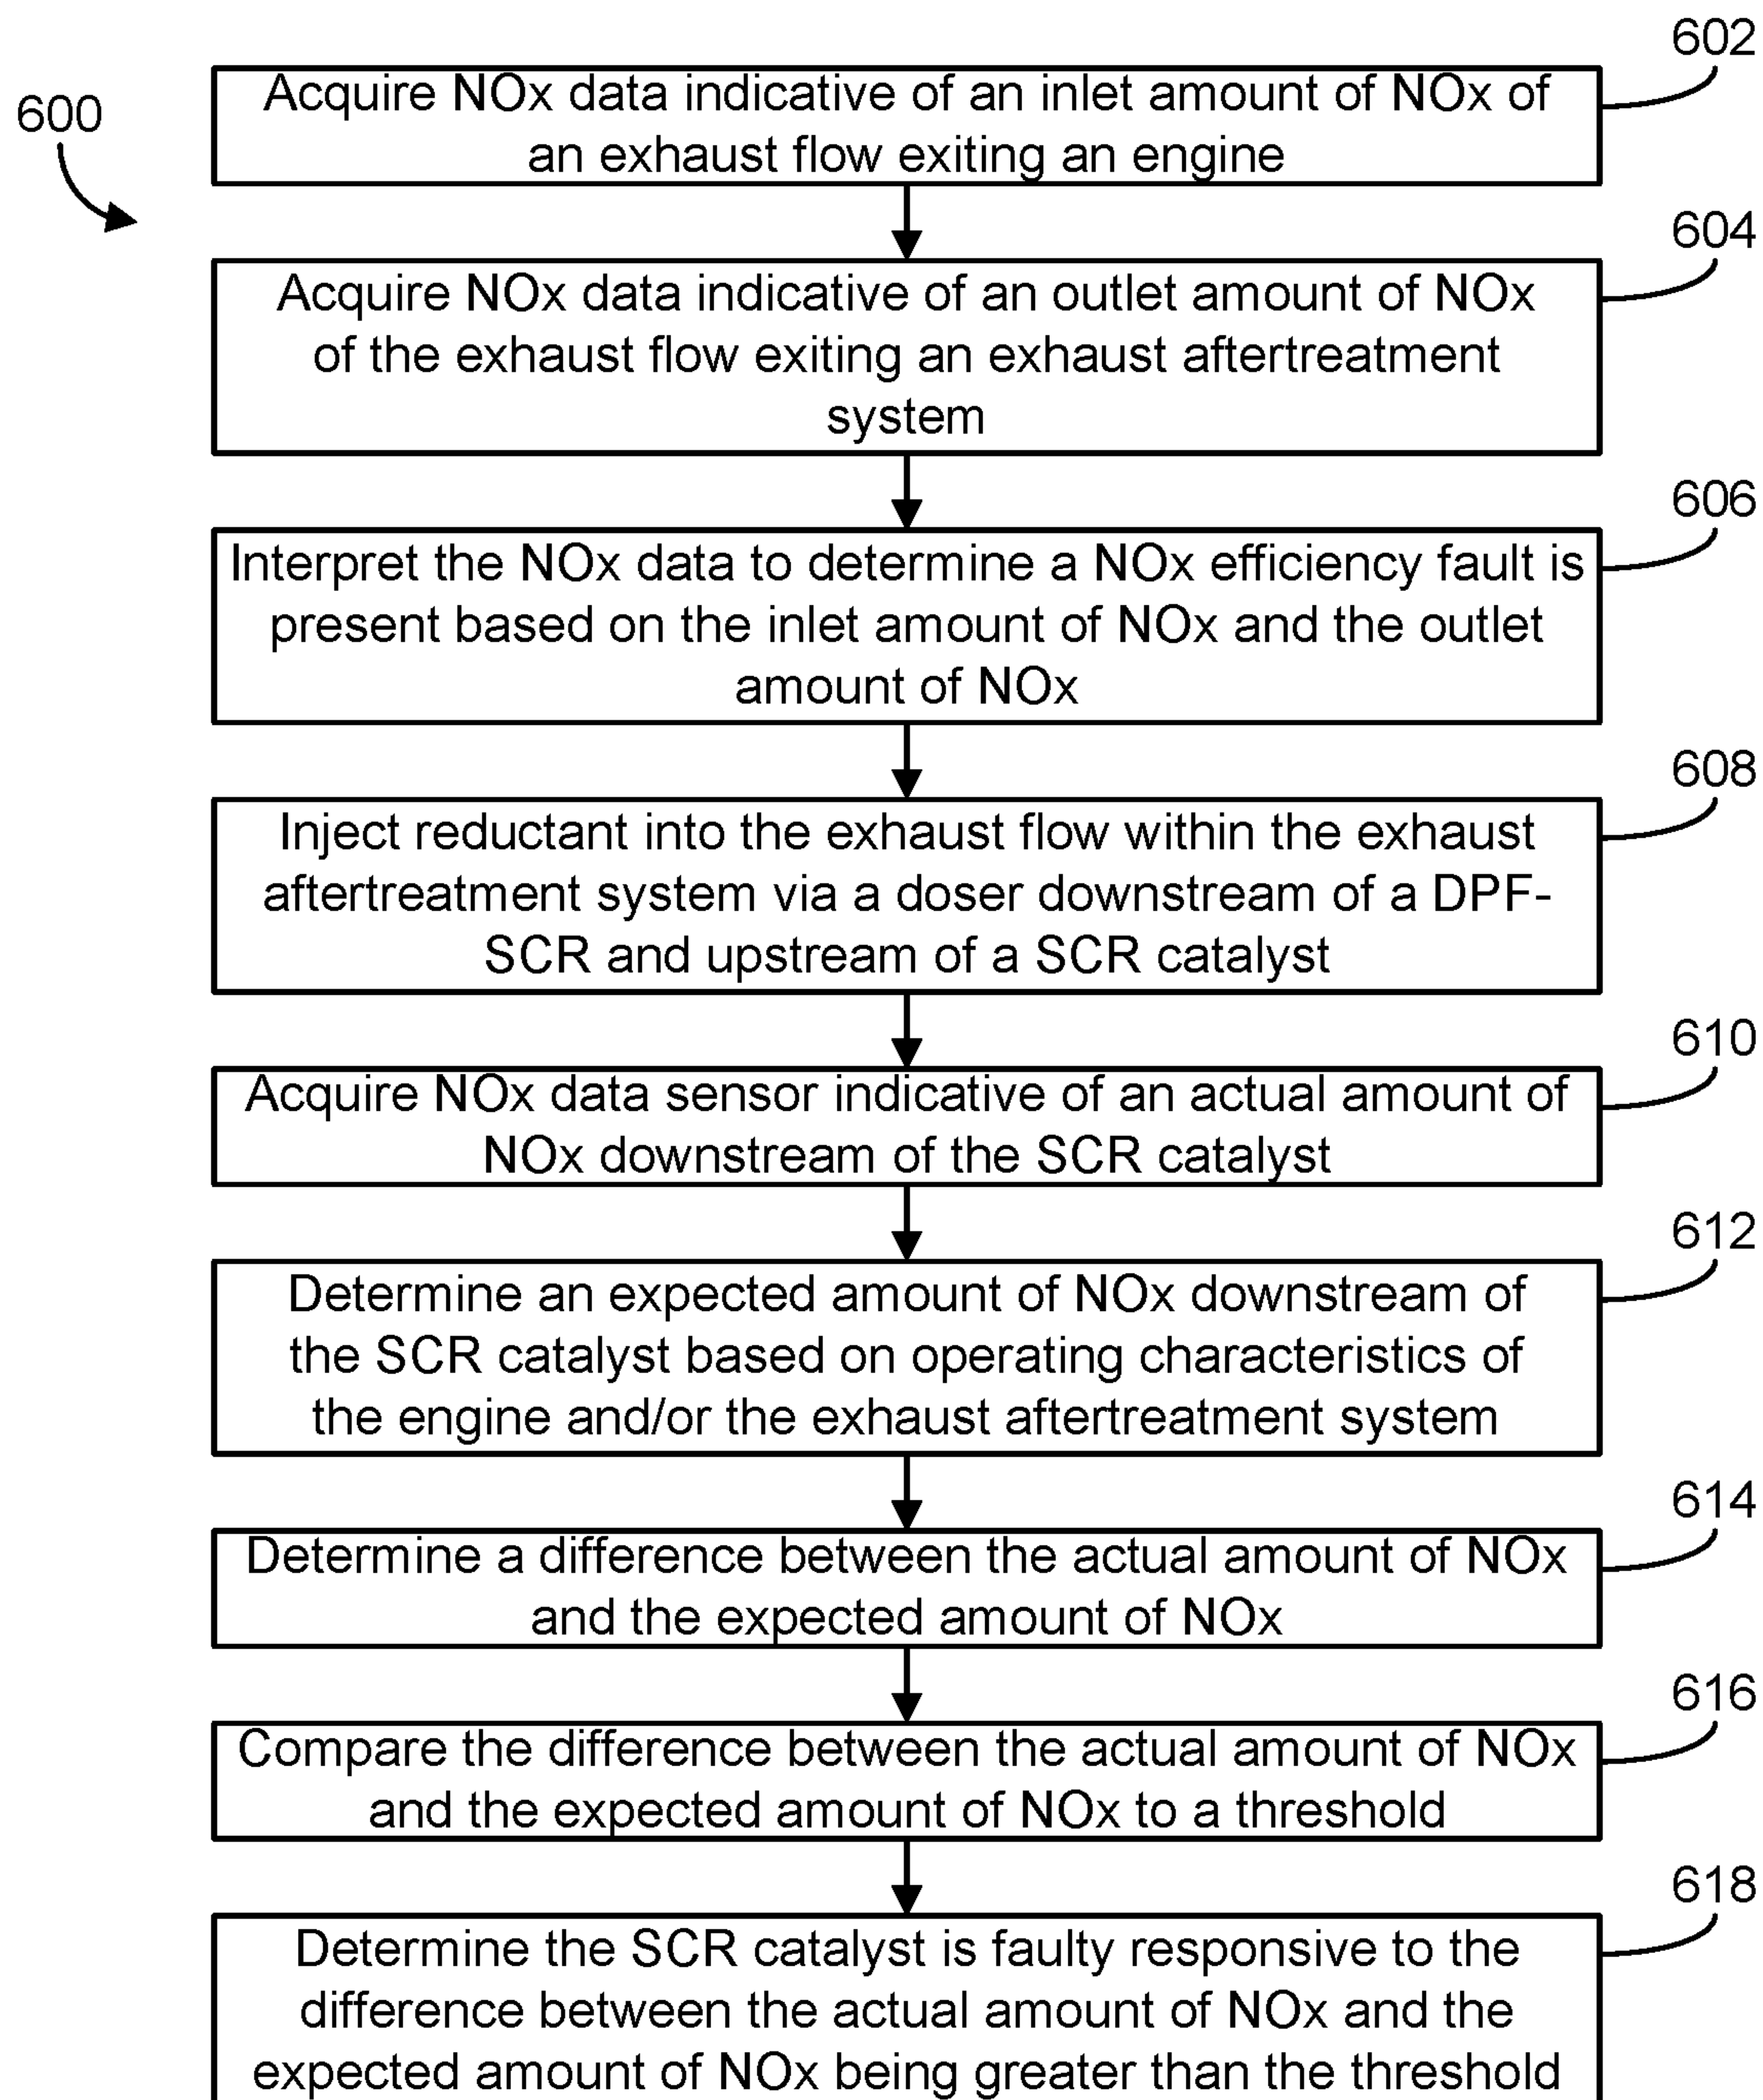 602
600
Acquire NOx data indicative of an inlet amount of NOx of
an exhaust flow exiting an engine
604
Acquire NOx data indicative of an outlet amount of NOx
of the exhaust flow exiting an exhaust aftertreatment
system
606
Interpret the NOx data to determine a NOx efficiency fault is
present based on the inlet amount of NOx and the outlet
amount of NOx
608
Inject reductant into the exhaust flow within the exhaust
aftertreatment system via a doser downstream of a DPF-
SCR and upstream of a SCR catalyst
610
Acquire NOx data sensor indicative of an actual amount of
NOx downstream of the SCR catalyst
612
Determine an expected amount of NOx downstream of
the SCR catalyst based on operating characteristics of
the engine and/or the exhaust aftertreatment system
614
Determine a difference between the actual amount of NOx
and the expected amount of NOx
616
Compare the difference between the actual amount of NOx
and the expected amount of NOx to a threshold
618
Determine the SCR catalyst is faulty responsive to the
difference between the actual amount of NOx and the
expected amount of NOx being greater than the threshold